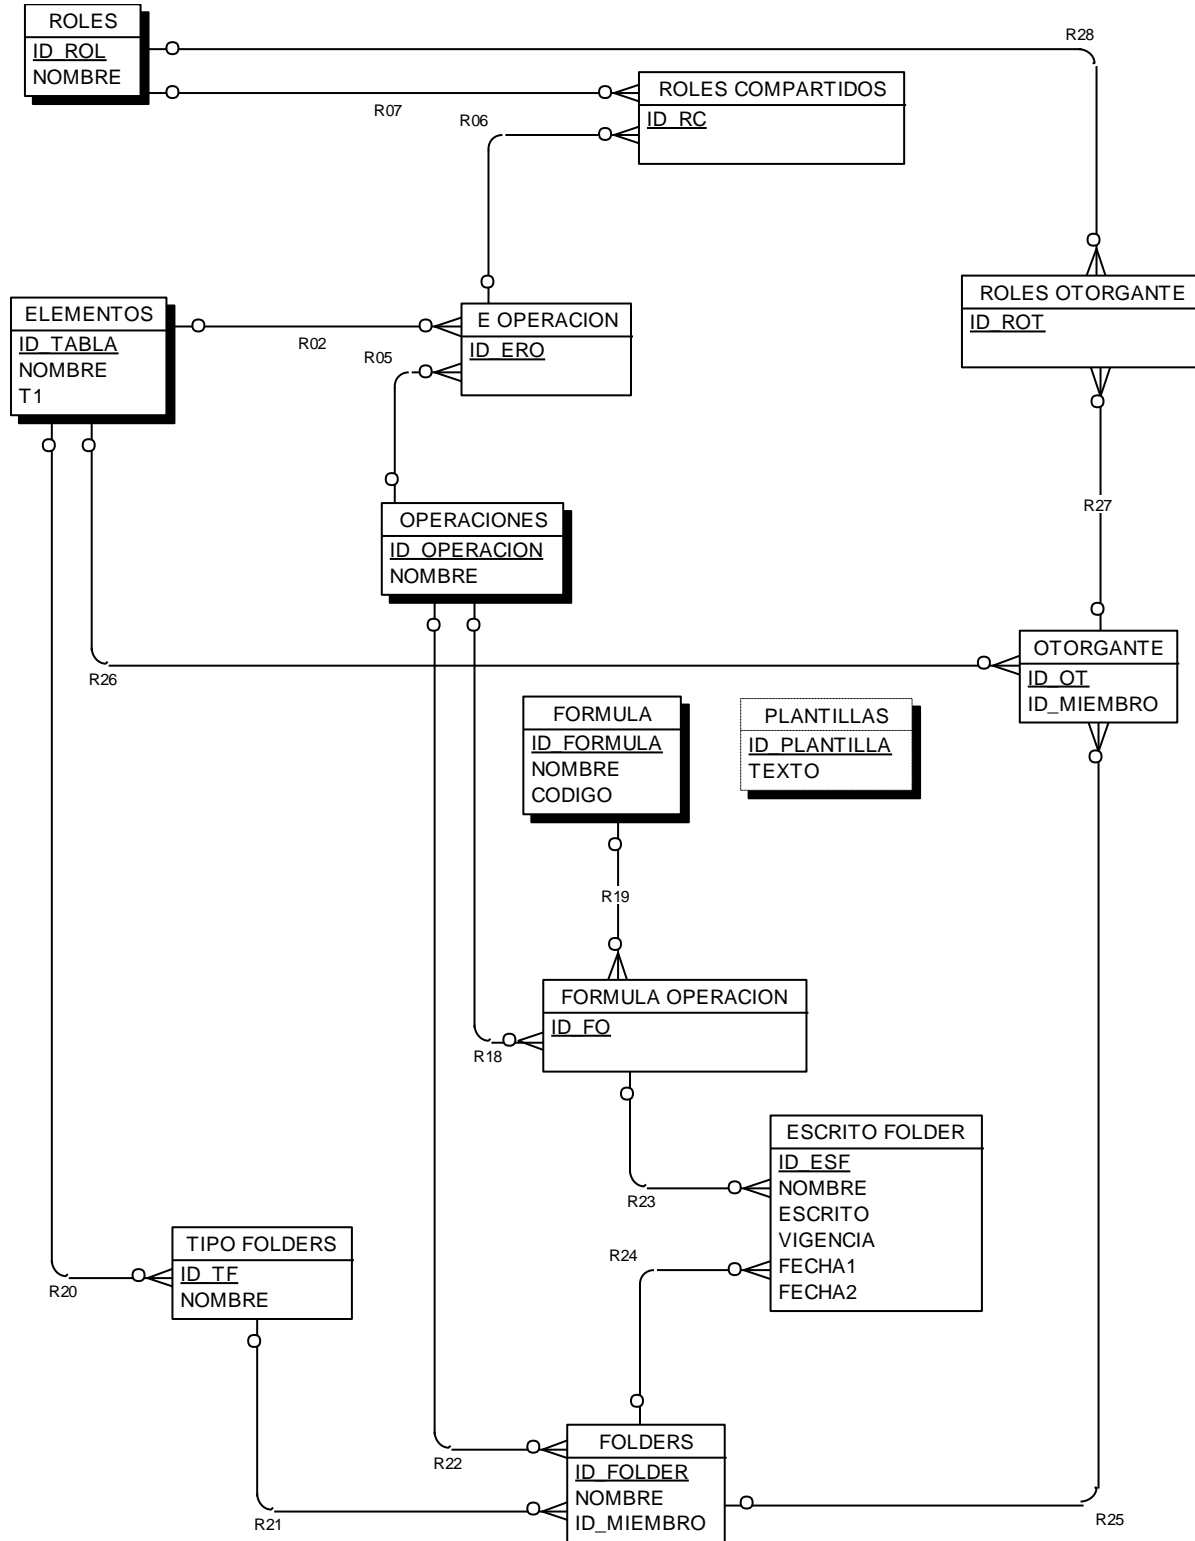 ROLES
ID_ROL
NOMBRE
R28
R07
ROLES COMPARTIDOS
ID_RC
R06
ROLES OTORGANTE
ID_ROT
ELEMENTOS
ID_TABLA
NOMBRE
T1
R02
E OPERACION
ID_ERO
R05
R27
OPERACIONES
ID_OPERACION
NOMBRE
R26
OTORGANTE
ID_OT
ID_MIEMBRO
FORMULA
ID_FORMULA
NOMBRE
CODIGO
PLANTILLAS
ID_PLANTILLA
TEXTO
R19
FORMULA OPERACION
ID_FO
R18
ESCRITO FOLDER
ID_ESF
NOMBRE
ESCRITO
VIGENCIA
FECHA1
FECHA2
R23
R24
TIPO FOLDERS
ID_TF
NOMBRE
R20
R22
FOLDERS
ID_FOLDER
NOMBRE
ID_MIEMBRO
R21
R25